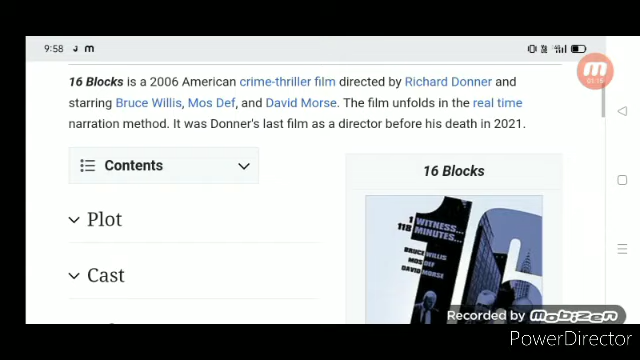 9:58
16 Blocks is a 2006 American crime-thriller film directed by Richard Donner and
starring Bruce Willis, Mos Def, and David Morse. The film unfolds in the real time
narration method. It was Donner's last film as a director before his death in 2021.
Contents
Plot
Cast
16 Blocks
1 WITNESS...
118 MINUTES...
BRUCE WILLIS
MOS DEF
DAVID MORSE
16
Recorded by Mobizen
PowerDirector